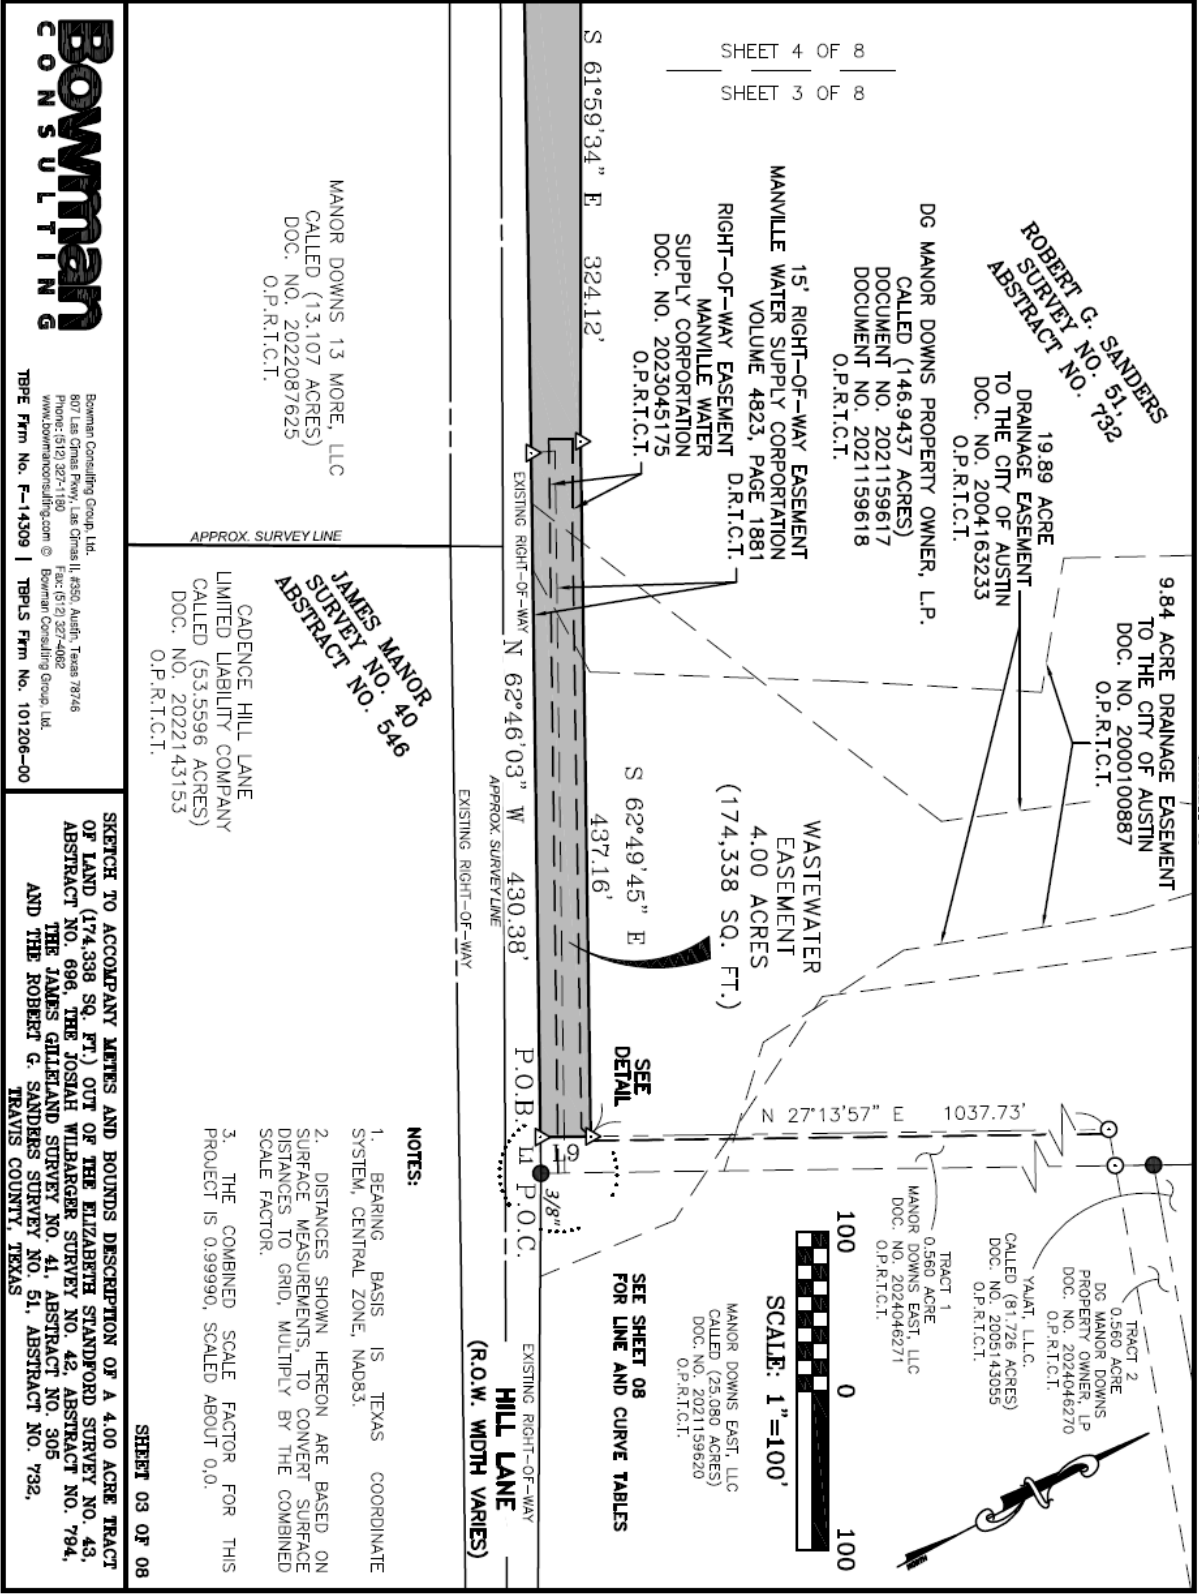 SHEET 4 OF 8
SHEET 3 OF 8
ROBERT G. SANDERS
SURVEY NO. 51,
ABSTRACT NO. 732
9.84 ACRE DRAINAGE EASEMENT
TO THE CITY OF AUSTIN
DOC. NO. 2000100887
O.P.R.T.C.T.
19.89 ACRE
DRAINAGE EASEMENT
TO THE CITY OF AUSTIN
DOC. NO. 2004163233
O.P.R.T.C.T.
DG MANOR DOWNS PROPERTY OWNER, L.P.
CALLED (146.9437 ACRES)
DOCUMENT NO. 2021159617
DOCUMENT NO. 2021159618
O.P.R.T.C.T.
15' RIGHT-OF-WAY EASEMENT
MANVILLE WATER SUPPLY CORPORATION
VOLUME 4823, PAGE 1881
D.R.T.C.T.
RIGHT-OF-WAY EASEMENT
MANVILLE WATER
SUPPLY CORPORATION
DOC. NO. 2023045175
O.P.R.T.C.T.
S 61°59'34" E 324.12'
WASTEWATER
EASEMENT
4.00 ACRES
(174,338 SQ. FT.)
S 62°49'45" E
437.16'
SEE
DETAIL
N 27°13'57" E 1037.73'
TRACT 2
0.560 ACRE
DG MANOR DOWNS
PROPERTY OWNER, LP
DOC. NO. 2024046270
O.P.R.T.C.T.
YAJAT, L.L.C.
CALLED (81.726 ACRES)
DOC. NO. 2005143055
O.P.R.T.C.T.
TRACT 1
0.560 ACRE
MANOR DOWNS EAST, LLC
DOC. NO. 2024046271
O.P.R.T.C.T.
NORTH
100 0 100
SCALE: 1"=100'
MANOR DOWNS EAST, LLC
CALLED (25.080 ACRES)
DOC. NO. 2021159620
O.P.R.T.C.T.
SEE SHEET 08
FOR LINE AND CURVE TABLES
L9
3/8"
P.O.B. L1 P.O.C.
EXISTING RIGHT-OF-WAY
N 62°46'03" W 430.38'
APPROX. SURVEY LINE
EXISTING RIGHT-OF-WAY
HILL LANE
(R.O.W. WIDTH VARIES)
EXISTING RIGHT-OF-WAY
MANOR DOWNS 13 MORE, LLC
CALLED (13.107 ACRES)
DOC. NO. 2022087625
O.P.R.T.C.T.
APPROX. SURVEY LINE
JAMES MANOR
SURVEY NO. 40
ABSTRACT NO. 546
CADENCE HILL LANE
LIMITED LIABILITY COMPANY
CALLED (53.5596 ACRES)
DOC. NO. 2022143153
O.P.R.T.C.T.
NOTES:
1. BEARING BASIS IS TEXAS COORDINATE
SYSTEM, CENTRAL ZONE, NAD83.
2. DISTANCES SHOWN HEREON ARE BASED ON
SURFACE MEASUREMENTS, TO CONVERT SURFACE
DISTANCES TO GRID, MULTIPLY BY THE COMBINED
SCALE FACTOR.
3. THE COMBINED SCALE FACTOR FOR THIS
PROJECT IS 0.99990, SCALED ABOUT 0,0.
SHEET 03 OF 08
Bowman
CONSULTING
Bowman Consulting Group, Ltd.
807 Las Cimas Pkwy, Las Cimas II, #350, Austin, Texas 78746
Phone: (512) 327-1180 Fax: (512) 327-4062
www.bowmanconsulting.com © Bowman Consulting Group, Ltd.
TBPE Firm No. F-14309 | TBPLS Firm No. 101206-00
SKETCH TO ACCOMPANY METES AND BOUNDS DESCRIPTION OF A 4.00 ACRE TRACT
OF LAND (174,338 SQ. FT.) OUT OF THE ELIZABETH STANDFORD SURVEY NO. 43,
ABSTRACT NO. 696, THE JOSIAH WILBARGER SURVEY NO. 42, ABSTRACT NO. 794,
THE JAMES GILLELAND SURVEY NO. 41, ABSTRACT NO. 305
AND THE ROBERT G. SANDERS SURVEY NO. 51, ABSTRACT NO. 732,
TRAVIS COUNTY, TEXAS